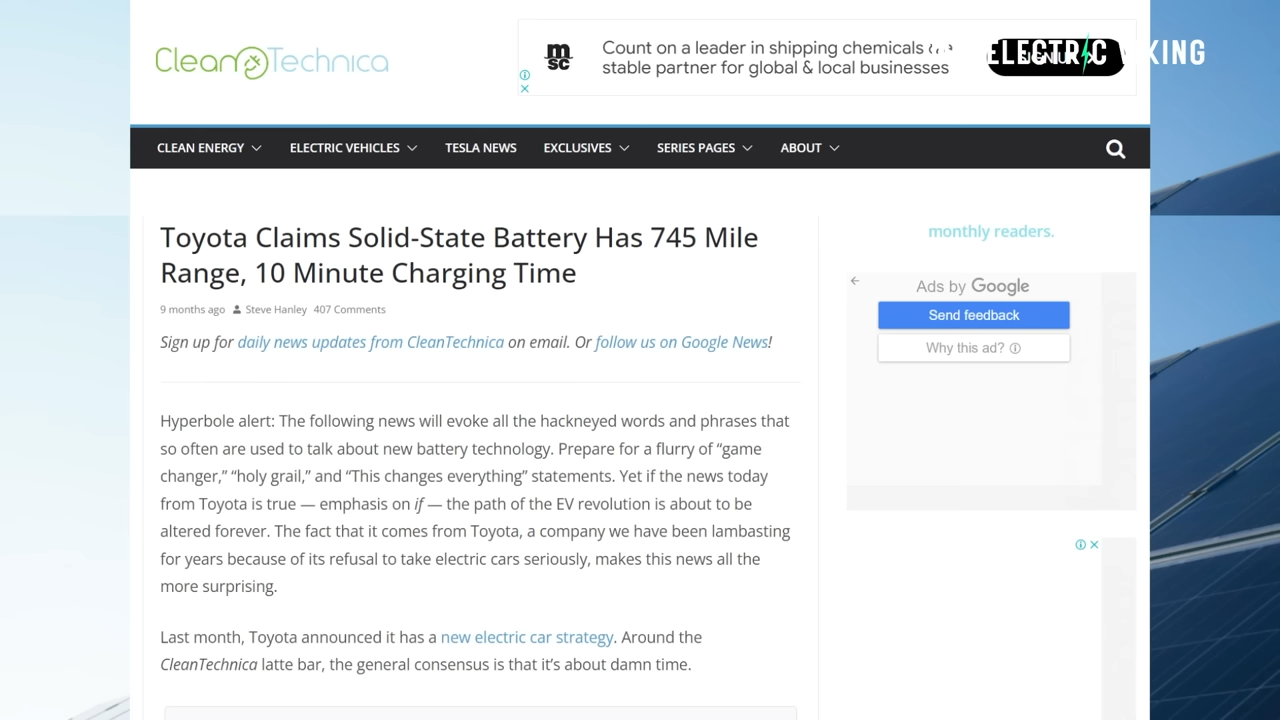 CleanTechnica
msc
Count on a leader in shipping chemicals
stable partner for global & local businesses
ELECTRIC VIKING
CLEAN ENERGY
ELECTRIC VEHICLES
TESLA NEWS
EXCLUSIVES
SERIES PAGES
ABOUT
Toyota Claims Solid-State Battery Has 745 Mile
Range, 10 Minute Charging Time
9 months ago Steve Hanley 407 Comments
Sign up for daily news updates from CleanTechnica on email. Or follow us on Google News!
Hyperbole alert: The following news will evoke all the hackneyed words and phrases that
so often are used to talk about new battery technology. Prepare for a flurry of “game
changer,” “holy grail,” and “This changes everything” statements. Yet if the news today
from Toyota is true — emphasis on if — the path of the EV revolution is about to be
altered forever. The fact that it comes from Toyota, a company we have been lambasting
for years because of its refusal to take electric cars seriously, makes this news all the
more surprising.
Last month, Toyota announced it has a new electric car strategy. Around the
CleanTechnica latte bar, the general consensus is that it’s about damn time.
monthly readers.
Ads by Google
Send feedback
Why this ad?